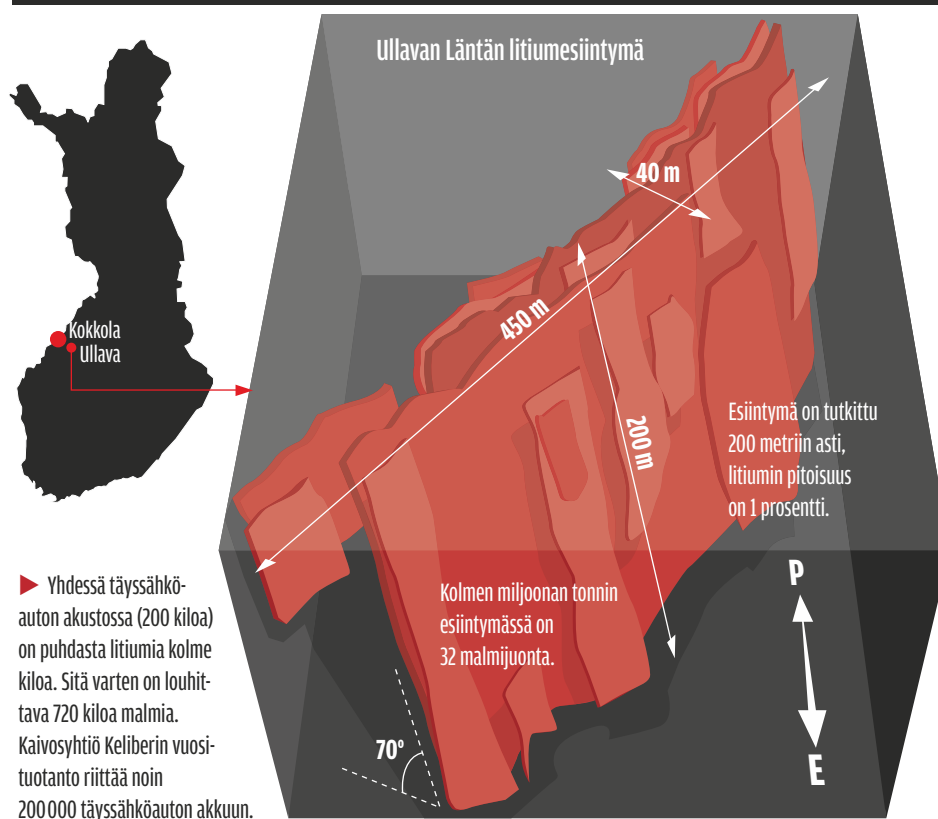 Ullavan Läntän litiumesiintymä
40 m
450 m
200 m
Kokkola
Ullava
Esiintymä on tutkittu
200 metriin asti,
litiumin pitoisuus
on 1 prosentti.
Kolmen miljoonan tonnin
esiintymässä on
32 malmijuonta.
P
E
70°
▶ Yhdessä täyssähkö-
auton akustossa (200 kiloa)
on puhdasta litiumia kolme
kiloa. Sitä varten on louhit-
tava 720 kiloa malmia.
Kaivosyhtiö Keliberin vuosi-
tuotanto riittää noin
200 000 täyssähköauton akkuun.